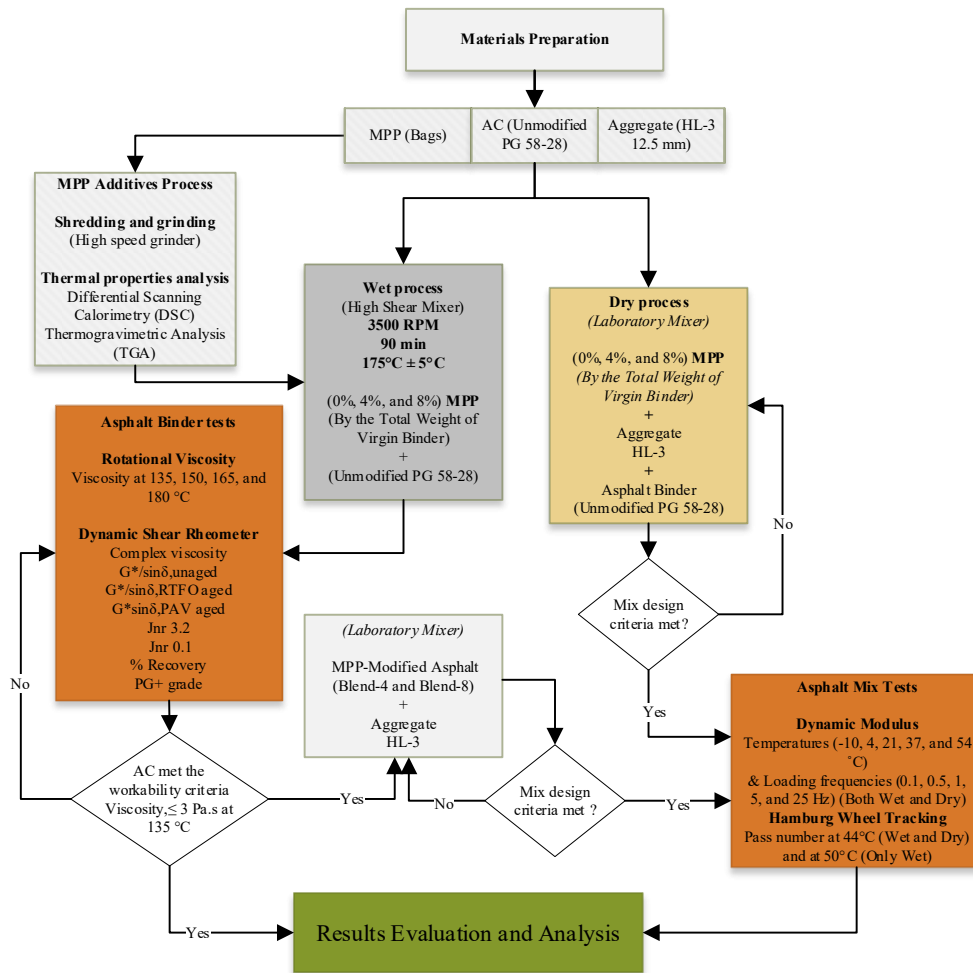 Materials Preparation
MPP (Bags)
AC (Unmodified
PG 58-28)
Aggregate (HL-3
12.5 mm)
MPP Additives Process
Shredding and grinding
(High speed grinder)
Thermal properties analysis
Differential Scanning
Calorimetry (DSC)
Thermogravimetric Analysis
(TGA)
Wet process
(High Shear Mixer)
3500 RPM
90 min
175°C ± 5°C
(0%, 4%, and 8%) MPP
(By the Total Weight of
Virgin Binder)
+
(Unmodified PG 58-28)
Dry process
(Laboratory Mixer)
(0%, 4%, and 8%) MPP
(By the Total Weight of
Virgin Binder)
+
Aggregate
HL-3
+
Asphalt Binder
(Unmodified PG 58-28)
No
Mix design
criteria met?
Yes
Asphalt Binder tests
Rotational Viscosity
Viscosity at 135, 150, 165, and
180 °C
Dynamic Shear Rheometer
Complex viscosity
G*/sinδ,unaged
G*/sinδ,RTFO aged
G*sinδ,PAV aged
Jnr 3.2
Jnr 0.1
% Recovery
PG+ grade
No
AC met the
workability criteria
Viscosity,≤ 3 Pa.s at
135 °C
Yes
Yes
(Laboratory Mixer)
MPP-Modified Asphalt
(Blend-4 and Blend-8)
+
Aggregate
HL-3
No
Mix design
criteria met ?
Yes
Asphalt Mix Tests
Dynamic Modulus
Temperatures (-10, 4, 21, 37, and 54
˚C)
& Loading frequencies (0.1, 0.5, 1,
5, and 25 Hz) (Both Wet and Dry)
Hamburg Wheel Tracking
Pass number at 44°C (Wet and Dry)
and at 50°C (Only Wet)
Results Evaluation and Analysis